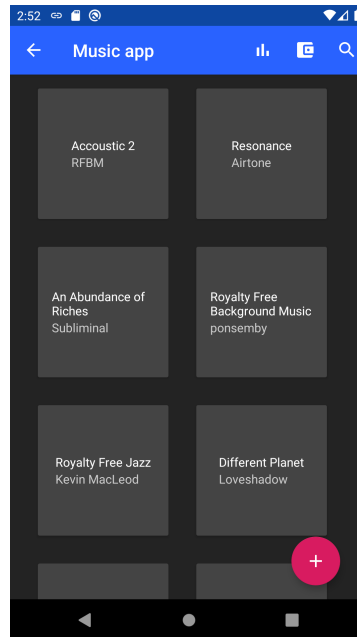 2:52
Music app
Accoustic 2
RFBM
Resonance
Airtone
An Abundance of
Riches
Subliminal
Royalty Free
Background Music
ponsemby
Royalty Free Jazz
Kevin MacLeod
Different Planet
Loveshadow